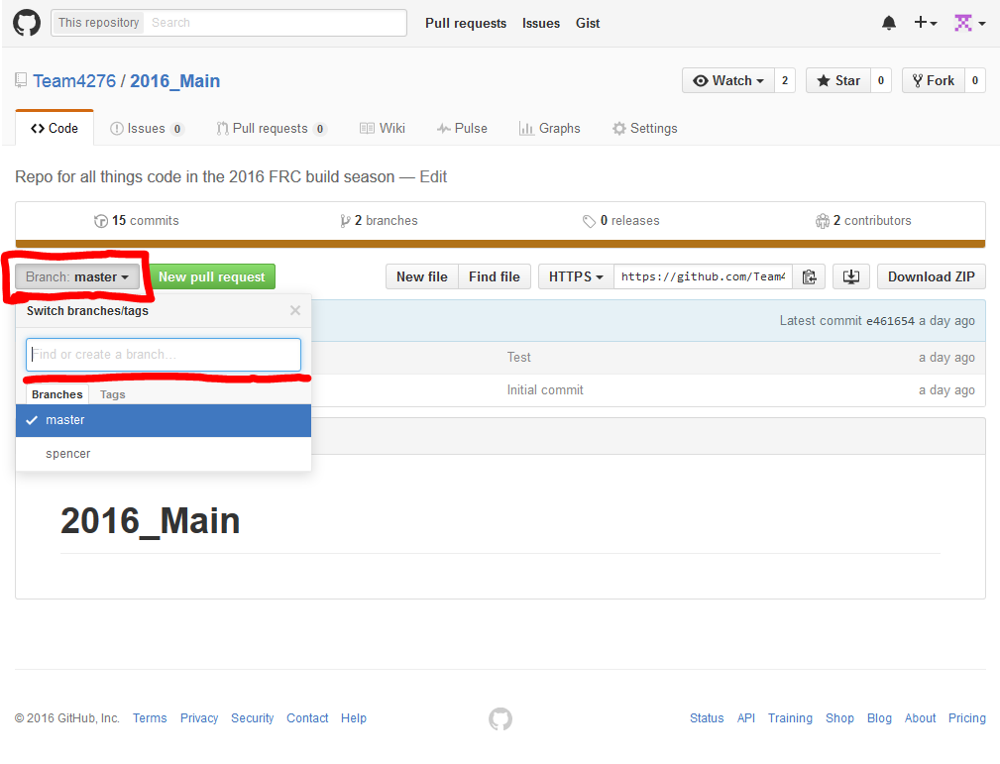 This repository Search Pull requests Issues Gist
Team4276 / 2016_Main Watch 2 Star 0 Fork 0
Code Issues 0 Pull requests 0 Wiki Pulse Graphs Settings
Repo for all things code in the 2016 FRC build season — Edit
15 commits 2 branches 0 releases 2 contributors
Branch: master New pull request New file Find file HTTPS https://github.com/Team4 Download ZIP
Switch branches/tags
Latest commit e461654 a day ago
Find or create a branch...
Test a day ago
Branches Tags
Initial commit a day ago
master
spencer
2016_Main
© 2016 GitHub, Inc. Terms Privacy Security Contact Help Status API Training Shop Blog About Pricing